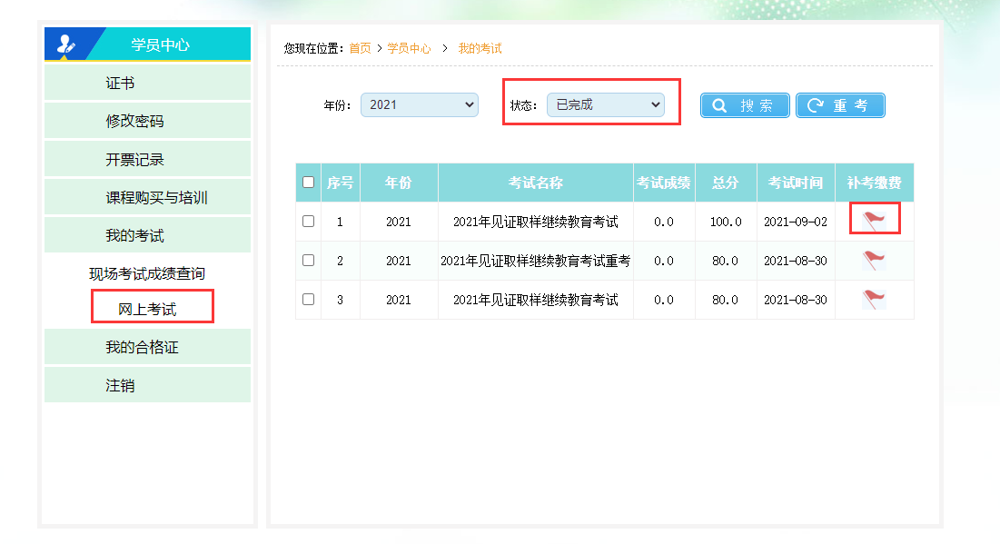 学员中心
证书
修改密码
开票记录
课程购买与培训
我的考试
现场考试成绩查询
网上考试
我的合格证
注销
您现在位置：首页 > 学员中心 > 我的考试
年份： 2021 状态： 已完成 搜索 重考
序号 年份 考试名称 考试成绩 总分 考试时间 补考缴费
1 2021 2021年见证取样继续教育考试 0.0 100.0 2021-09-02
2 2021 2021年见证取样继续教育考试重考 0.0 80.0 2021-08-30
3 2021 2021年见证取样继续教育考试 0.0 80.0 2021-08-30